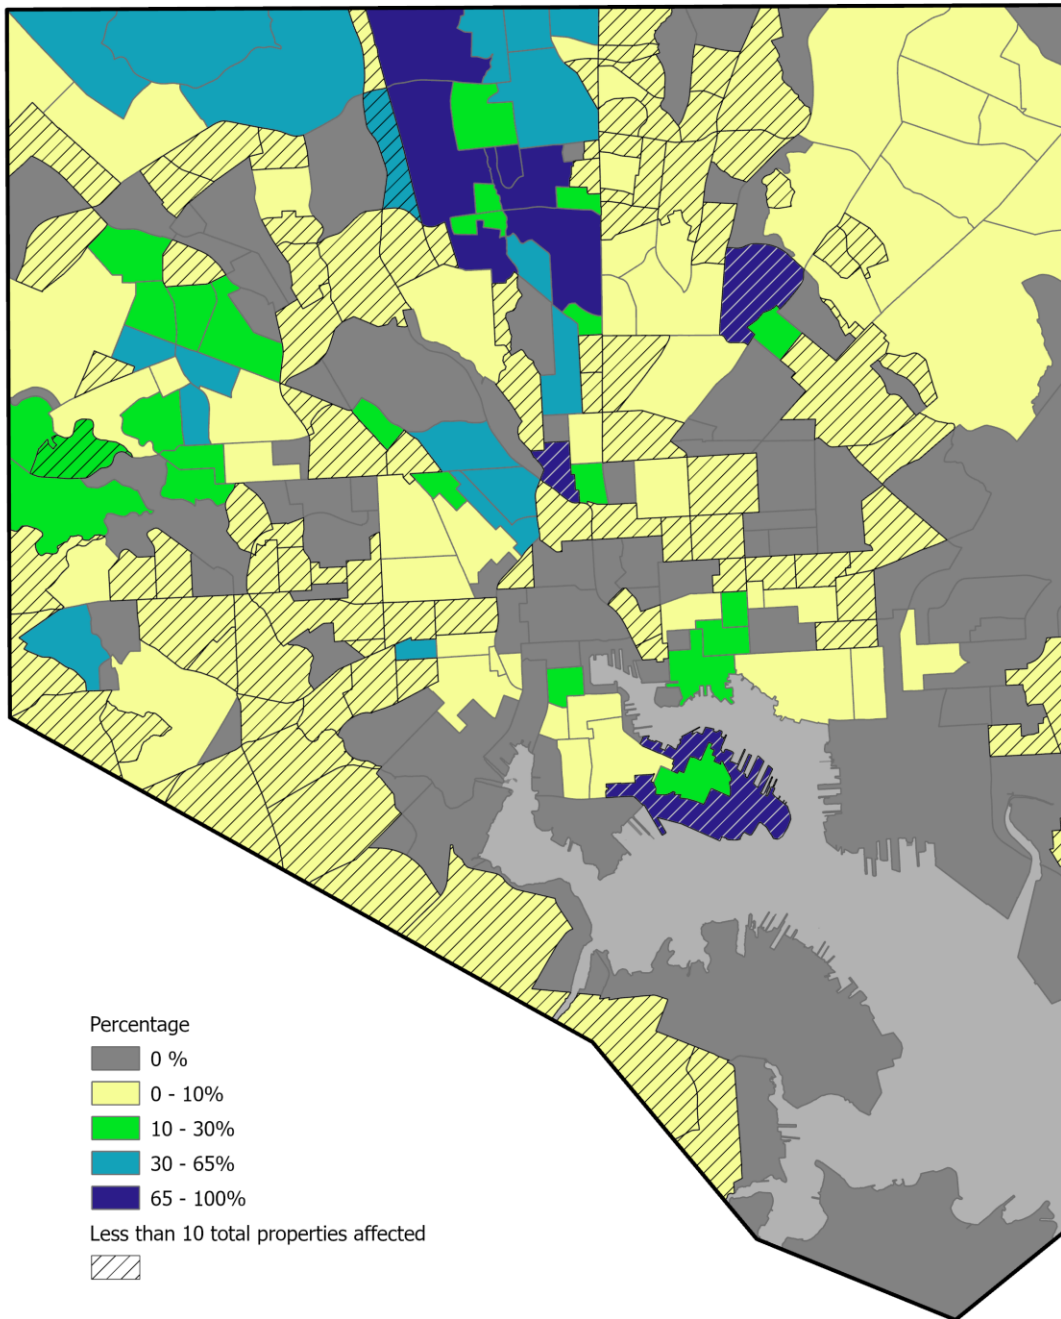 Percentage
0 %
0 - 10%
10 - 30%
30 - 65%
65 - 100%
Less than 10 total properties affected